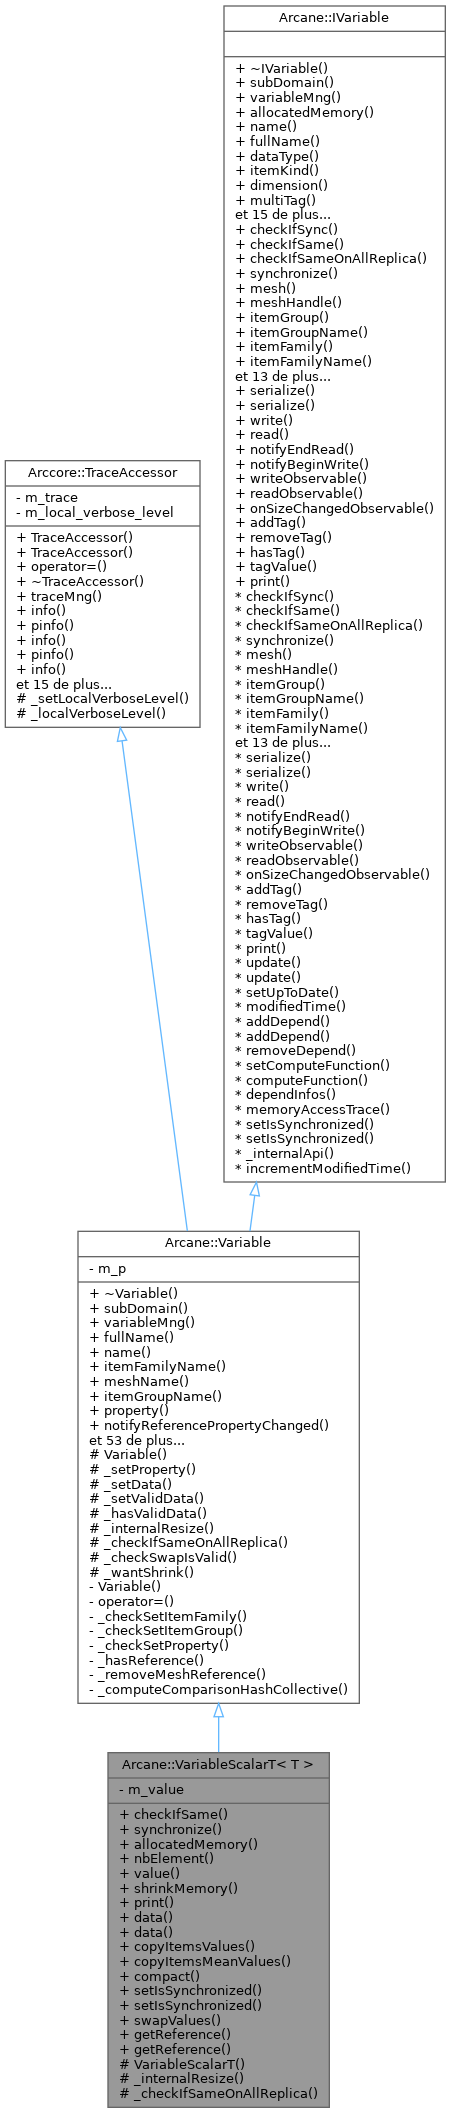 Arcane::IVariable
+ ~IVariable()
+ subDomain()
+ variableMng()
+ allocatedMemory()
+ name()
+ fullName()
+ dataType()
+ itemKind()
+ dimension()
+ multiTag()
et 15 de plus...
+ checkIfSync()
+ checkIfSame()
+ checkIfSameOnAllReplica()
+ synchronize()
+ mesh()
+ meshHandle()
+ itemGroup()
+ itemGroupName()
+ itemFamily()
+ itemFamilyName()
et 13 de plus...
+ serialize()
+ serialize()
+ write()
+ read()
+ notifyEndRead()
+ notifyBeginWrite()
+ writeObservable()
+ readObservable()
+ onSizeChangedObservable()
+ addTag()
+ removeTag()
+ hasTag()
+ tagValue()
+ print()
* checkIfSync()
* checkIfSame()
* checkIfSameOnAllReplica()
* synchronize()
* mesh()
* meshHandle()
* itemGroup()
* itemGroupName()
* itemFamily()
* itemFamilyName()
et 13 de plus...
* serialize()
* serialize()
* write()
* read()
* notifyEndRead()
* notifyBeginWrite()
* writeObservable()
* readObservable()
* onSizeChangedObservable()
* addTag()
* removeTag()
* hasTag()
* tagValue()
* print()
* update()
* update()
* setUpToDate()
* modifiedTime()
* addDepend()
* addDepend()
* removeDepend()
* setComputeFunction()
* computeFunction()
* dependInfos()
* memoryAccessTrace()
* setIsSynchronized()
* setIsSynchronized()
* _internalApi()
* incrementModifiedTime()
Arccore::TraceAccessor
- m_trace
- m_local_verbose_level
+ TraceAccessor()
+ TraceAccessor()
+ operator=()
+ ~TraceAccessor()
+ traceMng()
+ info()
+ pinfo()
+ info()
+ pinfo()
+ info()
et 15 de plus...
# _setLocalVerboseLevel()
# _localVerboseLevel()
Arcane::Variable
- m_p
+ ~Variable()
+ subDomain()
+ variableMng()
+ fullName()
+ name()
+ itemFamilyName()
+ meshName()
+ itemGroupName()
+ property()
+ notifyReferencePropertyChanged()
et 53 de plus...
# Variable()
# _setProperty()
# _setData()
# _setValidData()
# _hasValidData()
# _internalResize()
# _checkIfSameOnAllReplica()
# _checkSwapIsValid()
# _wantShrink()
- Variable()
- operator=()
- _checkSetItemFamily()
- _checkSetItemGroup()
- _checkSetProperty()
- _hasReference()
- _removeMeshReference()
- _computeComparisonHashCollective()
Arcane::VariableScalarT< T >
- m_value
+ checkIfSame()
+ synchronize()
+ allocatedMemory()
+ nbElement()
+ value()
+ shrinkMemory()
+ print()
+ data()
+ data()
+ copyItemsValues()
+ copyItemsMeanValues()
+ compact()
+ setIsSynchronized()
+ setIsSynchronized()
+ swapValues()
+ getReference()
+ getReference()
# VariableScalarT()
# _internalResize()
# _checkIfSameOnAllReplica()